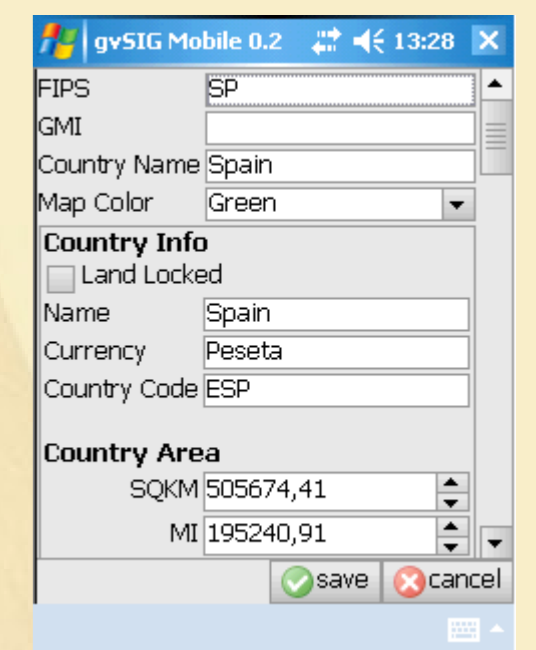 gvSIG Mobile 0.2 13:28
FIPS SP
GMI
Country Name Spain
Map Color Green
Country Info
Land Locked
Name Spain
Currency Peseta
Country Code ESP
Country Area
SQKM 505674,41
MI 195240,91
save cancel